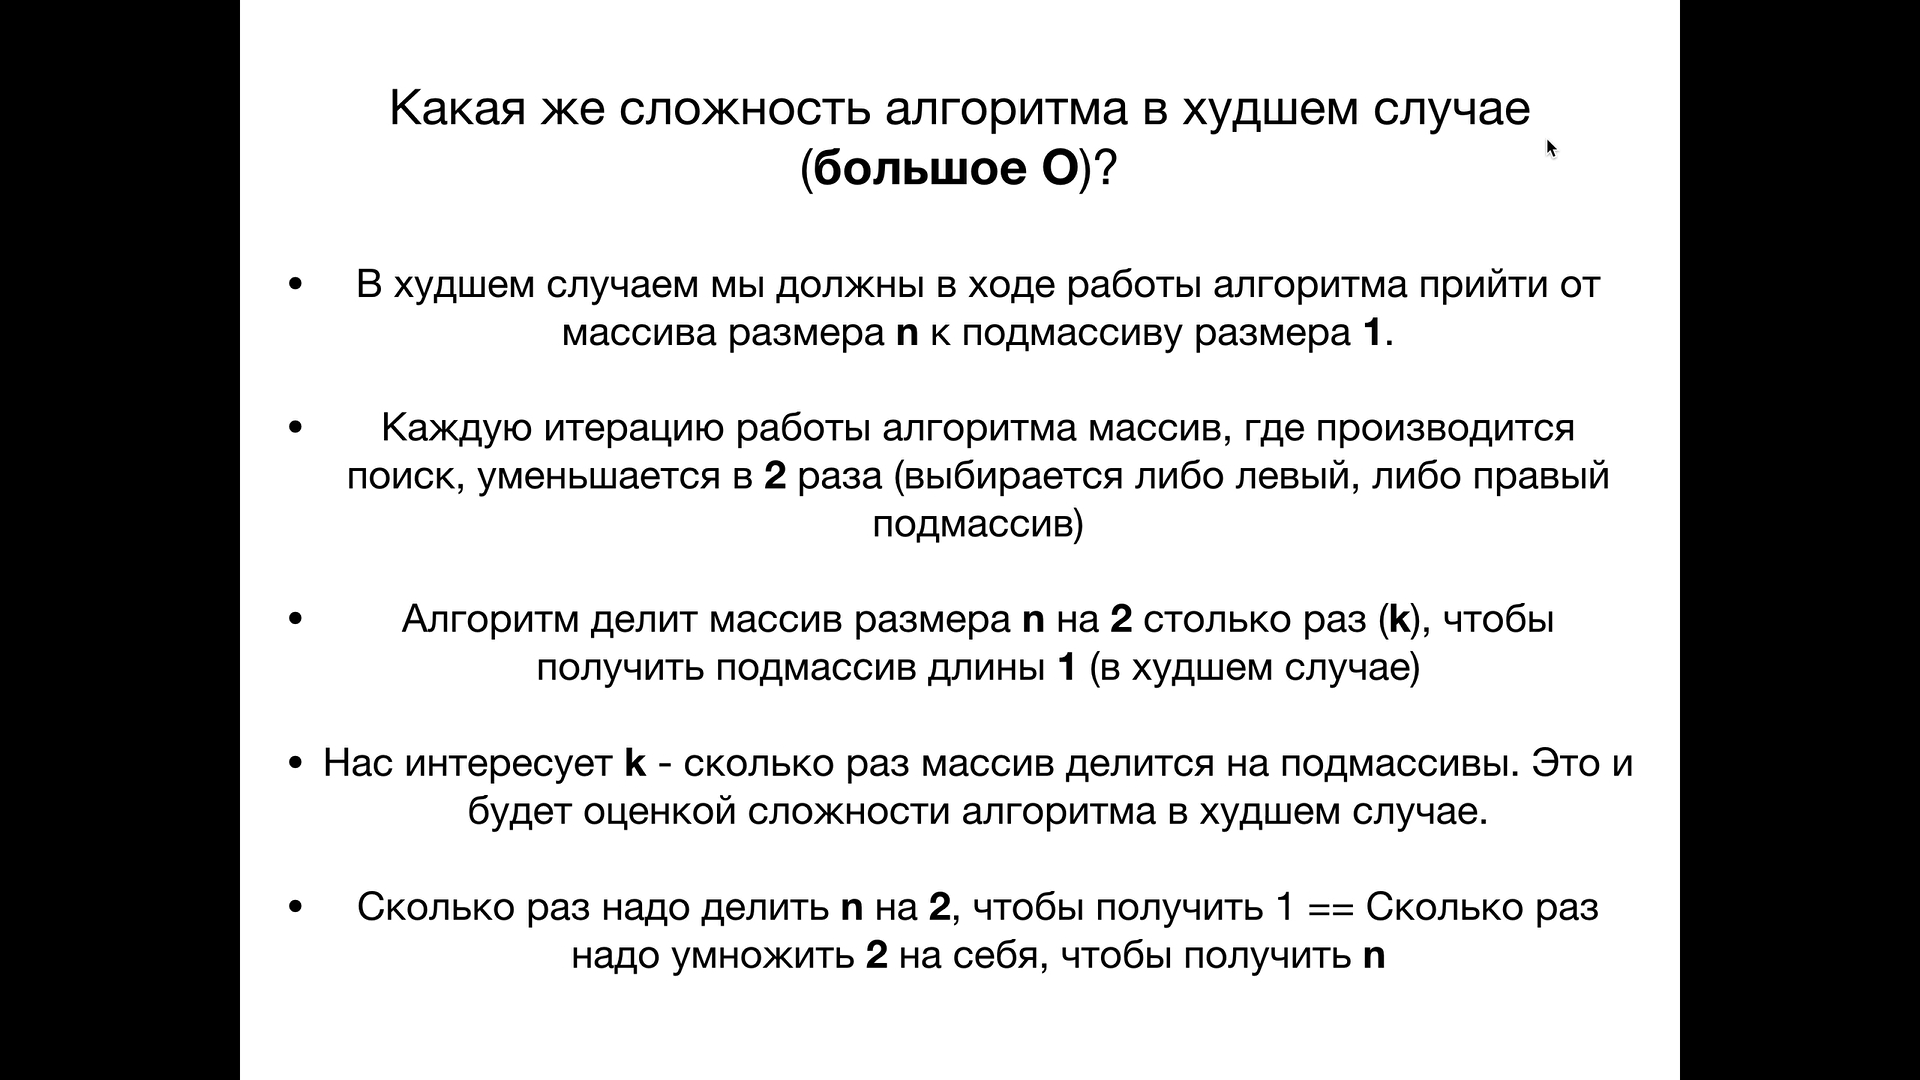 Какая же сложность алгоритма в худшем случае
(большое О)?
• В худшем случаем мы должны в ходе работы алгоритма прийти от
массива размера n к подмассиву размера 1.
• Каждую итерацию работы алгоритма массив, где производится
поиск, уменьшается в 2 раза (выбирается либо левый, либо правый
подмассив)
• Алгоритм делит массив размера n на 2 столько раз (k), чтобы
получить подмассив длины 1 (в худшем случае)
• Нас интересует k - сколько раз массив делится на подмассивы. Это и
будет оценкой сложности алгоритма в худшем случае.
• Сколько раз надо делить n на 2, чтобы получить 1 == Сколько раз
надо умножить 2 на себя, чтобы получить n